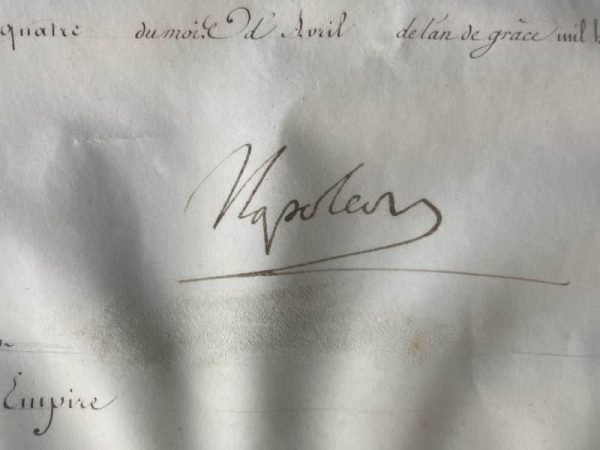 quatre du mois d'Avril de l'an de grâce mil
Napoleon
Empire